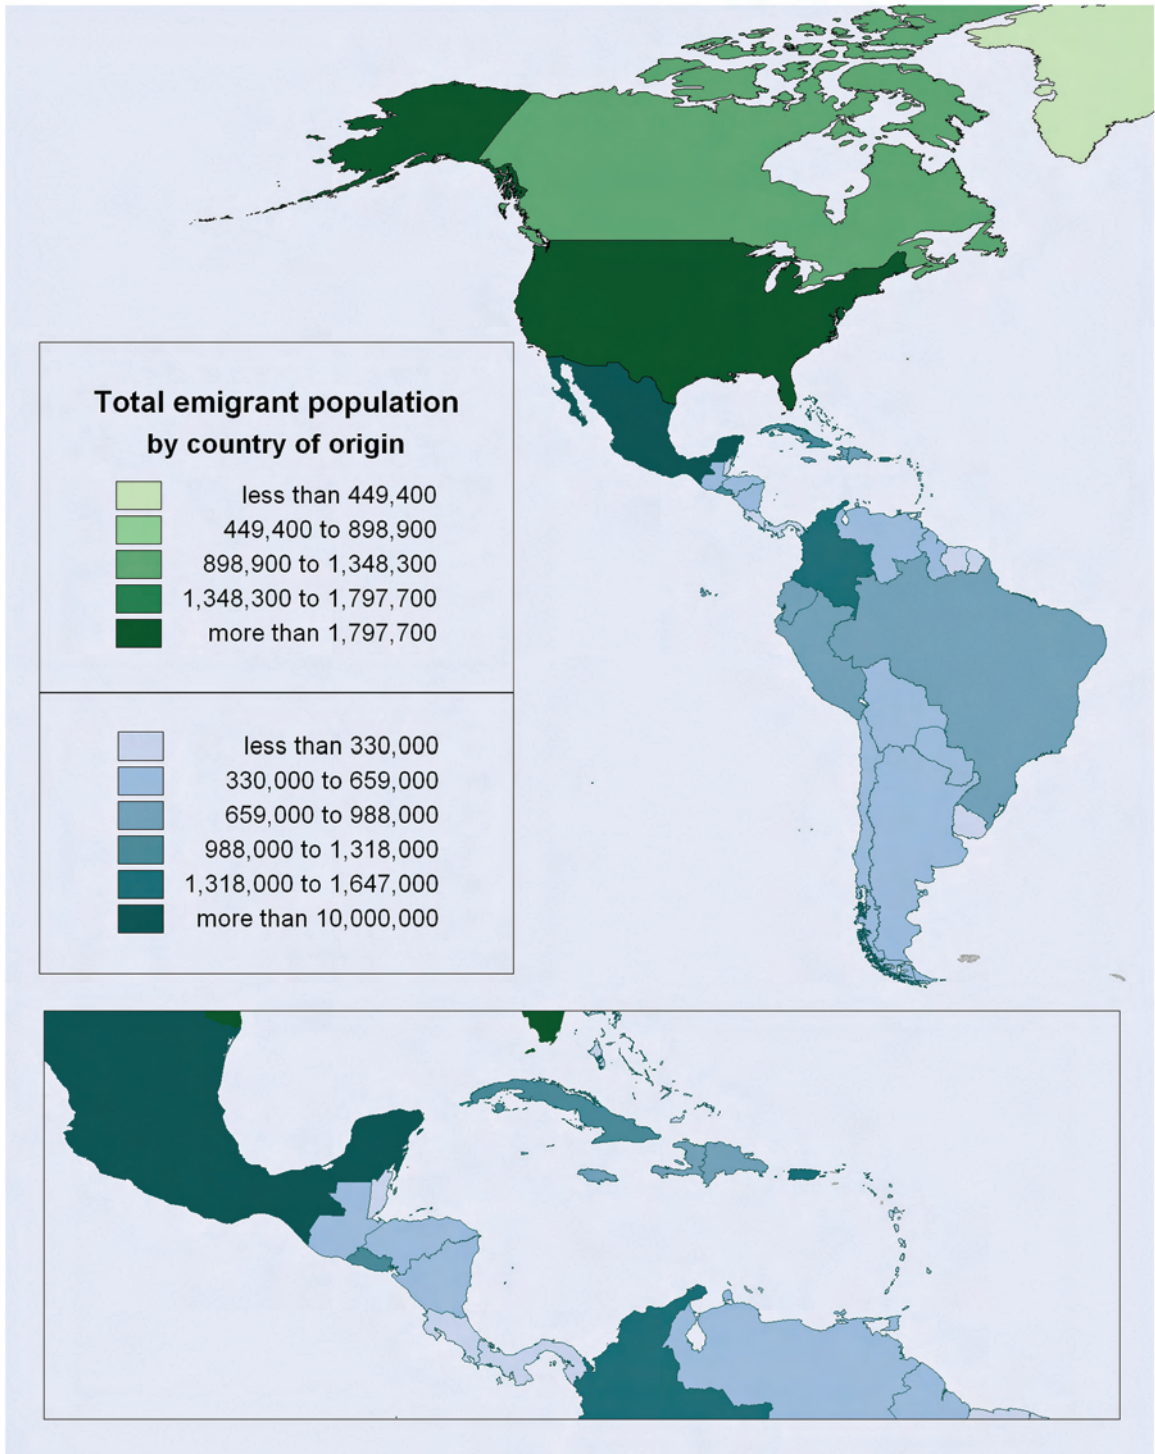 Total emigrant population
by country of origin
less than 449,400
449,400 to 898,900
898,900 to 1,348,300
1,348,300 to 1,797,700
more than 1,797,700
less than 330,000
330,000 to 659,000
659,000 to 988,000
988,000 to 1,318,000
1,318,000 to 1,647,000
more than 10,000,000